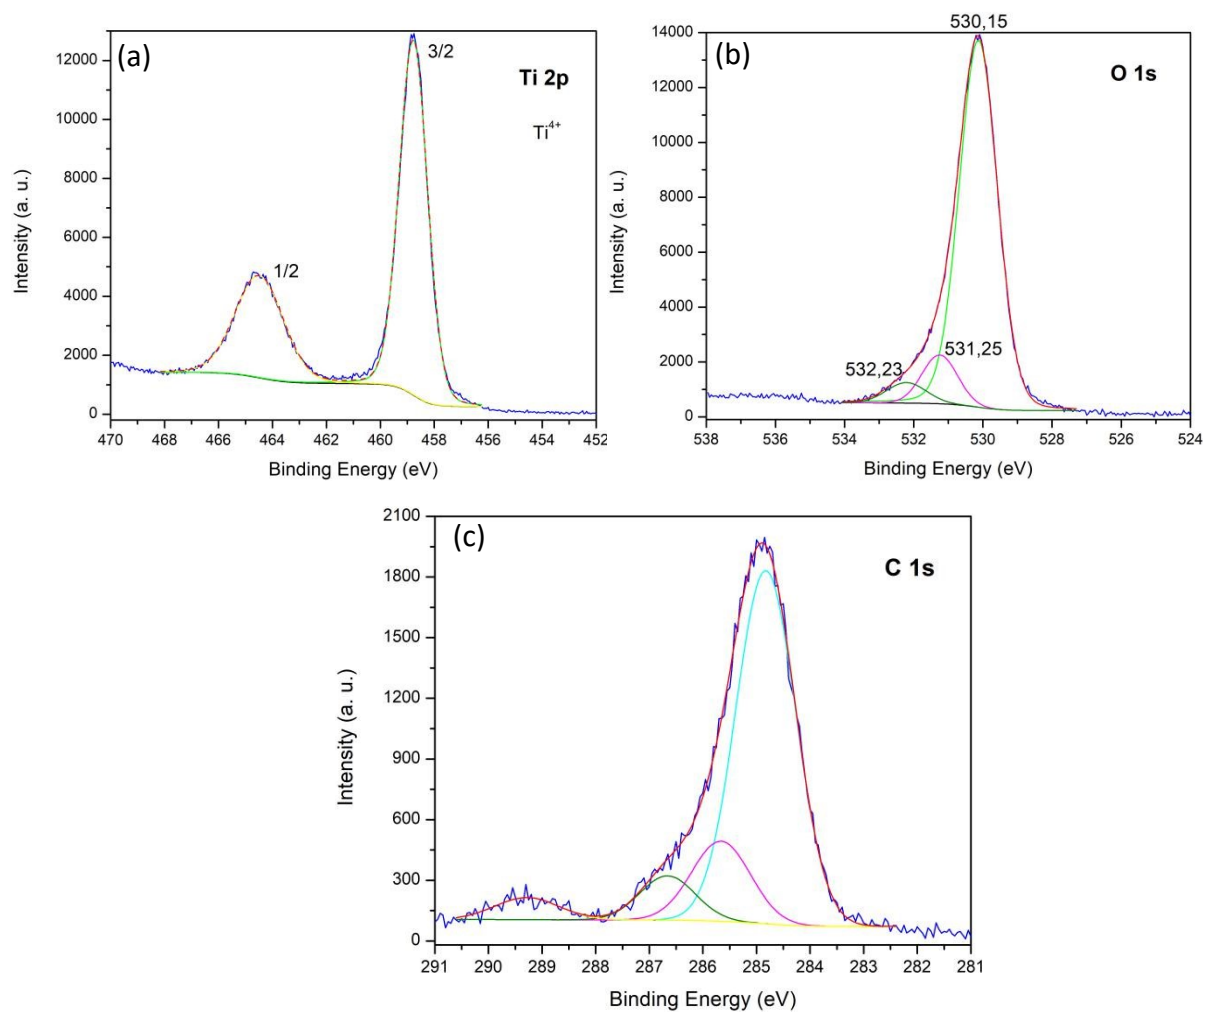 (a)
3/2
Ti 2p
Ti⁴⁺
1/2
12000
10000
8000
6000
4000
2000
0
Intensity (a. u.)
470 468 466 464 462 460 458 456 454 452
Binding Energy (eV)
(b)
530,15
O 1s
531,25
532,23
14000
12000
10000
8000
6000
4000
2000
0
Intensity (a. u.)
538 536 534 532 530 528 526 524
Binding Energy (eV)
(c)
C 1s
2100
1800
1500
1200
900
600
300
0
Intensity (a. u.)
291 290 289 288 287 286 285 284 283 282 281
Binding Energy (eV)